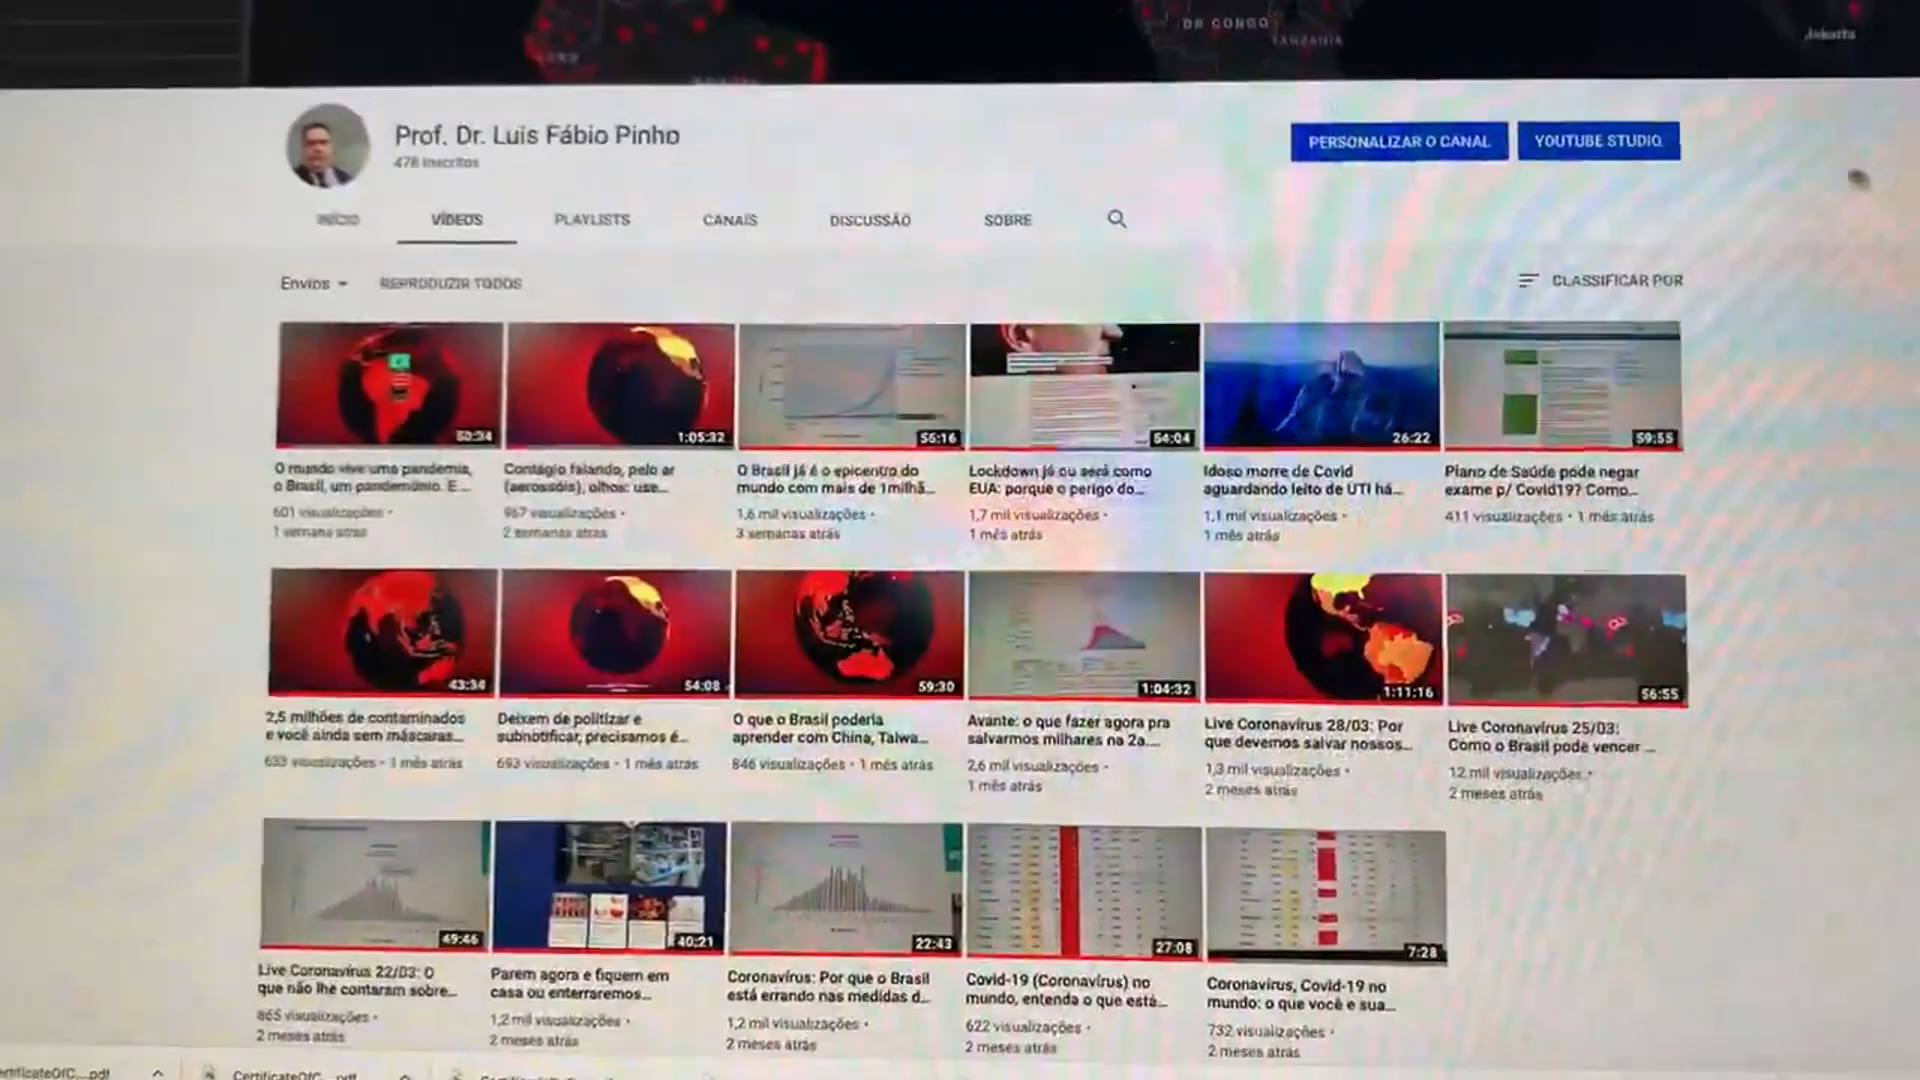 DR CONGO
TANZANIA
Jakarta
Prof. Dr. Luis Fábio Pinho
478 inscritos
PERSONALIZAR O CANAL
YOUTUBE STUDIO
INÍCIO
VÍDEOS
PLAYLISTS
CANAIS
DISCUSSÃO
SOBRE
Envios
REPRODUZIR TODOS
CLASSIFICAR POR
50:34
1:05:32
55:16
54:04
26:22
59:55
O mundo vive uma pandemia,
o Brasil, um pandemônio. E ...
601 visualizações •
1 semana atrás
Contágio falando, pelo ar
(aerossóis), olhos: use...
967 visualizações •
2 semanas atrás
O Brasil já é o epicentro do
mundo com mais de 1milhã...
1,6 mil visualizações •
3 semanas atrás
Lockdown já ou será como
EUA: porque o perigo do...
1,7 mil visualizações •
1 mês atrás
Idoso morre de Covid
aguardando leito de UTI há...
1,1 mil visualizações •
1 mês atrás
Plano de Saúde pode negar
exame p/ Covid19? Como...
411 visualizações • 1 mês atrás
43:34
54:08
59:30
1:04:32
1:11:16
56:55
2,5 milhões de contaminados
e você ainda sem máscaras...
633 visualizações • 1 mês atrás
Deixem de politizar e
subnotificar, precisamos é...
693 visualizações • 1 mês atrás
O que o Brasil poderia
aprender com China, Taiwa...
846 visualizações • 1 mês atrás
Avante: o que fazer agora pra
salvarmos milhares na 2a....
2,6 mil visualizações •
1 mês atrás
Live Coronavírus 28/03: Por
que devemos salvar nossos...
1,3 mil visualizações •
2 meses atrás
Live Coronavírus 25/03:
Como o Brasil pode vencer ...
12 mil visualizações •
2 meses atrás
49:46
40:21
22:43
27:08
7:28
Live Coronavírus 22/03: O
que não lhe contaram sobre...
865 visualizações •
2 meses atrás
Parem agora e fiquem em
casa ou enterraremos...
1,2 mil visualizações •
2 meses atrás
Coronavírus: Por que o Brasil
está errando nas medidas d...
1,2 mil visualizações •
2 meses atrás
Covid-19 (Coronavírus) no
mundo, entenda o que está...
622 visualizações •
2 meses atrás
Coronavirus, Covid-19 no
mundo: o que você e sua...
732 visualizações •
2 meses atrás
ertificateOfC....pdf
CertificateOfC....pdf